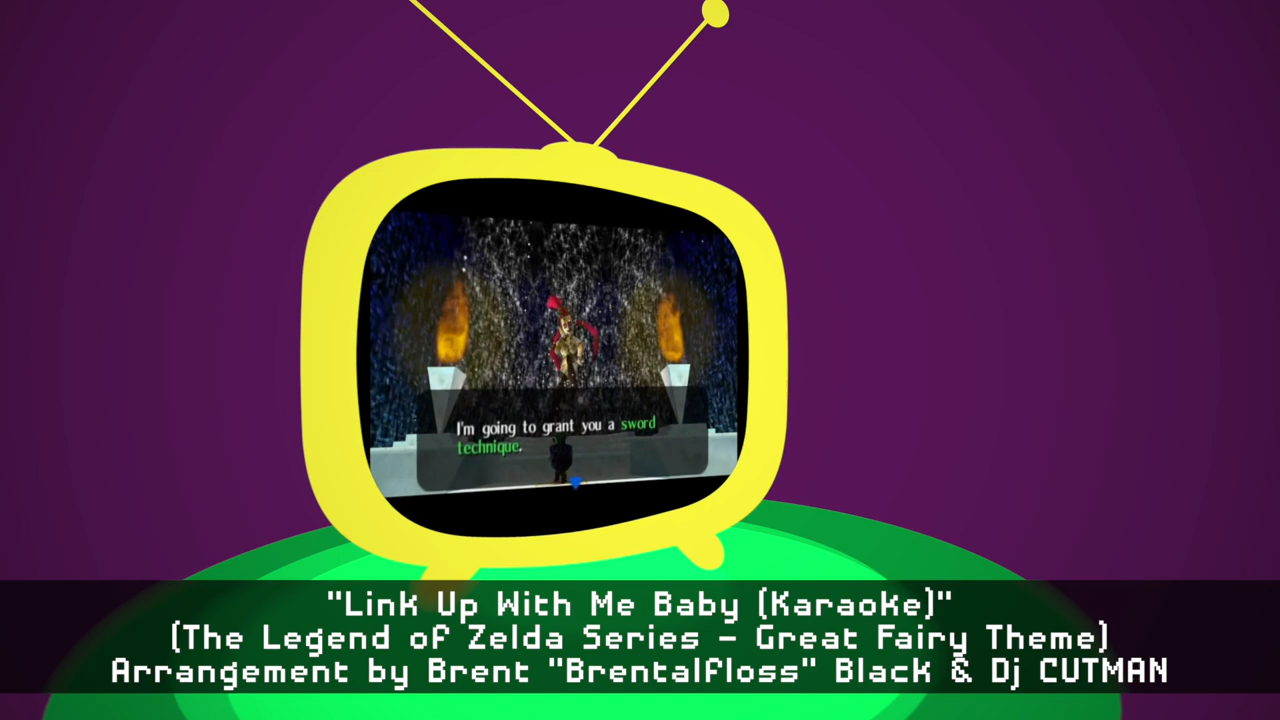 I'm going to grant you a sword
technique.
"Link Up With Me Baby (Karaoke)"
(The Legend of Zelda Series - Great Fairy Theme)
Arrangement by Brent "Brentalfloss" Black & Dj CUTMAN